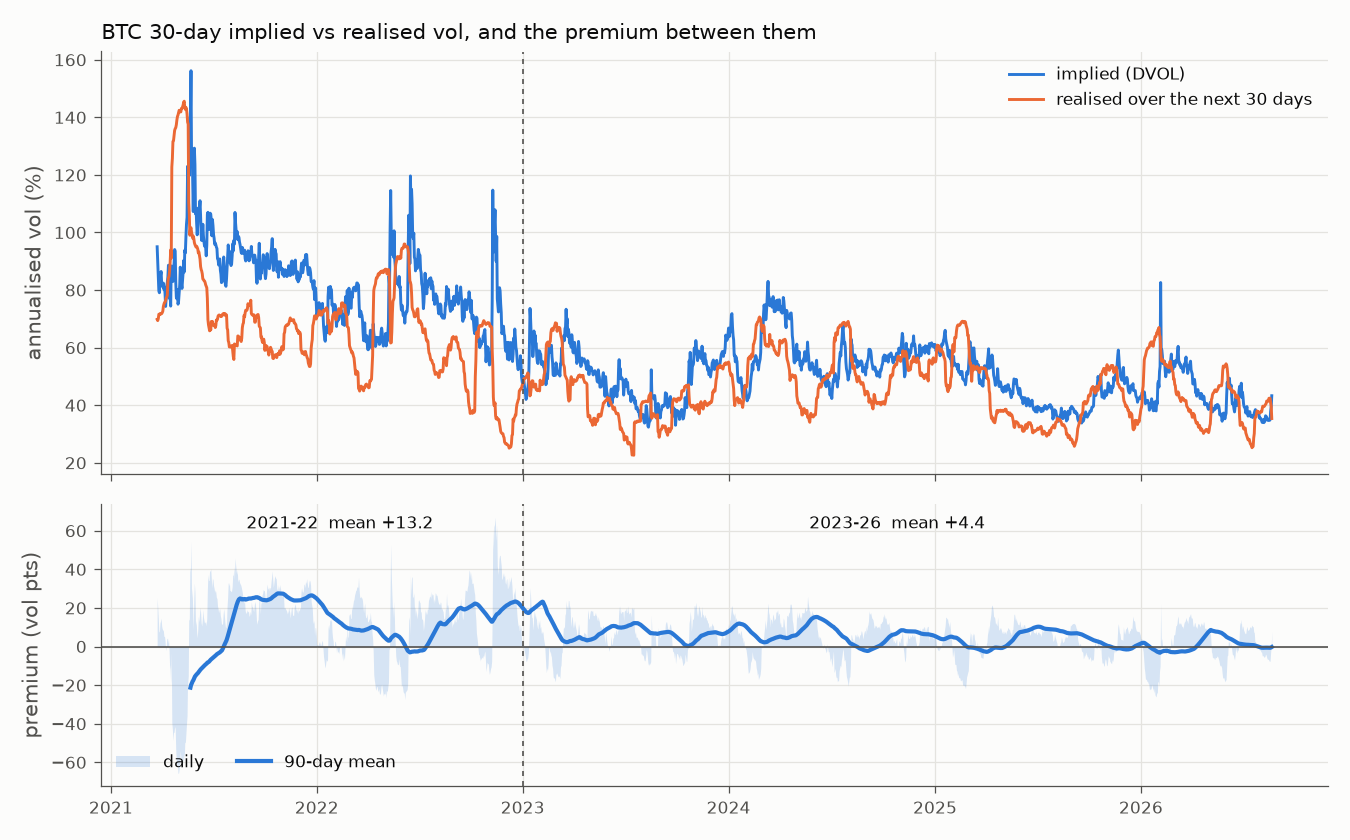 BTC 30-day implied vs realised vol, and the premium between them
160
140
120
100
80
60
40
20
annualised vol (%)
implied (DVOL)
realised over the next 30 days
60
40
20
0
−20
−40
−60
premium (vol pts)
2021-22 mean +13.2
2023-26 mean +4.4
daily
90-day mean
2021
2022
2023
2024
2025
2026